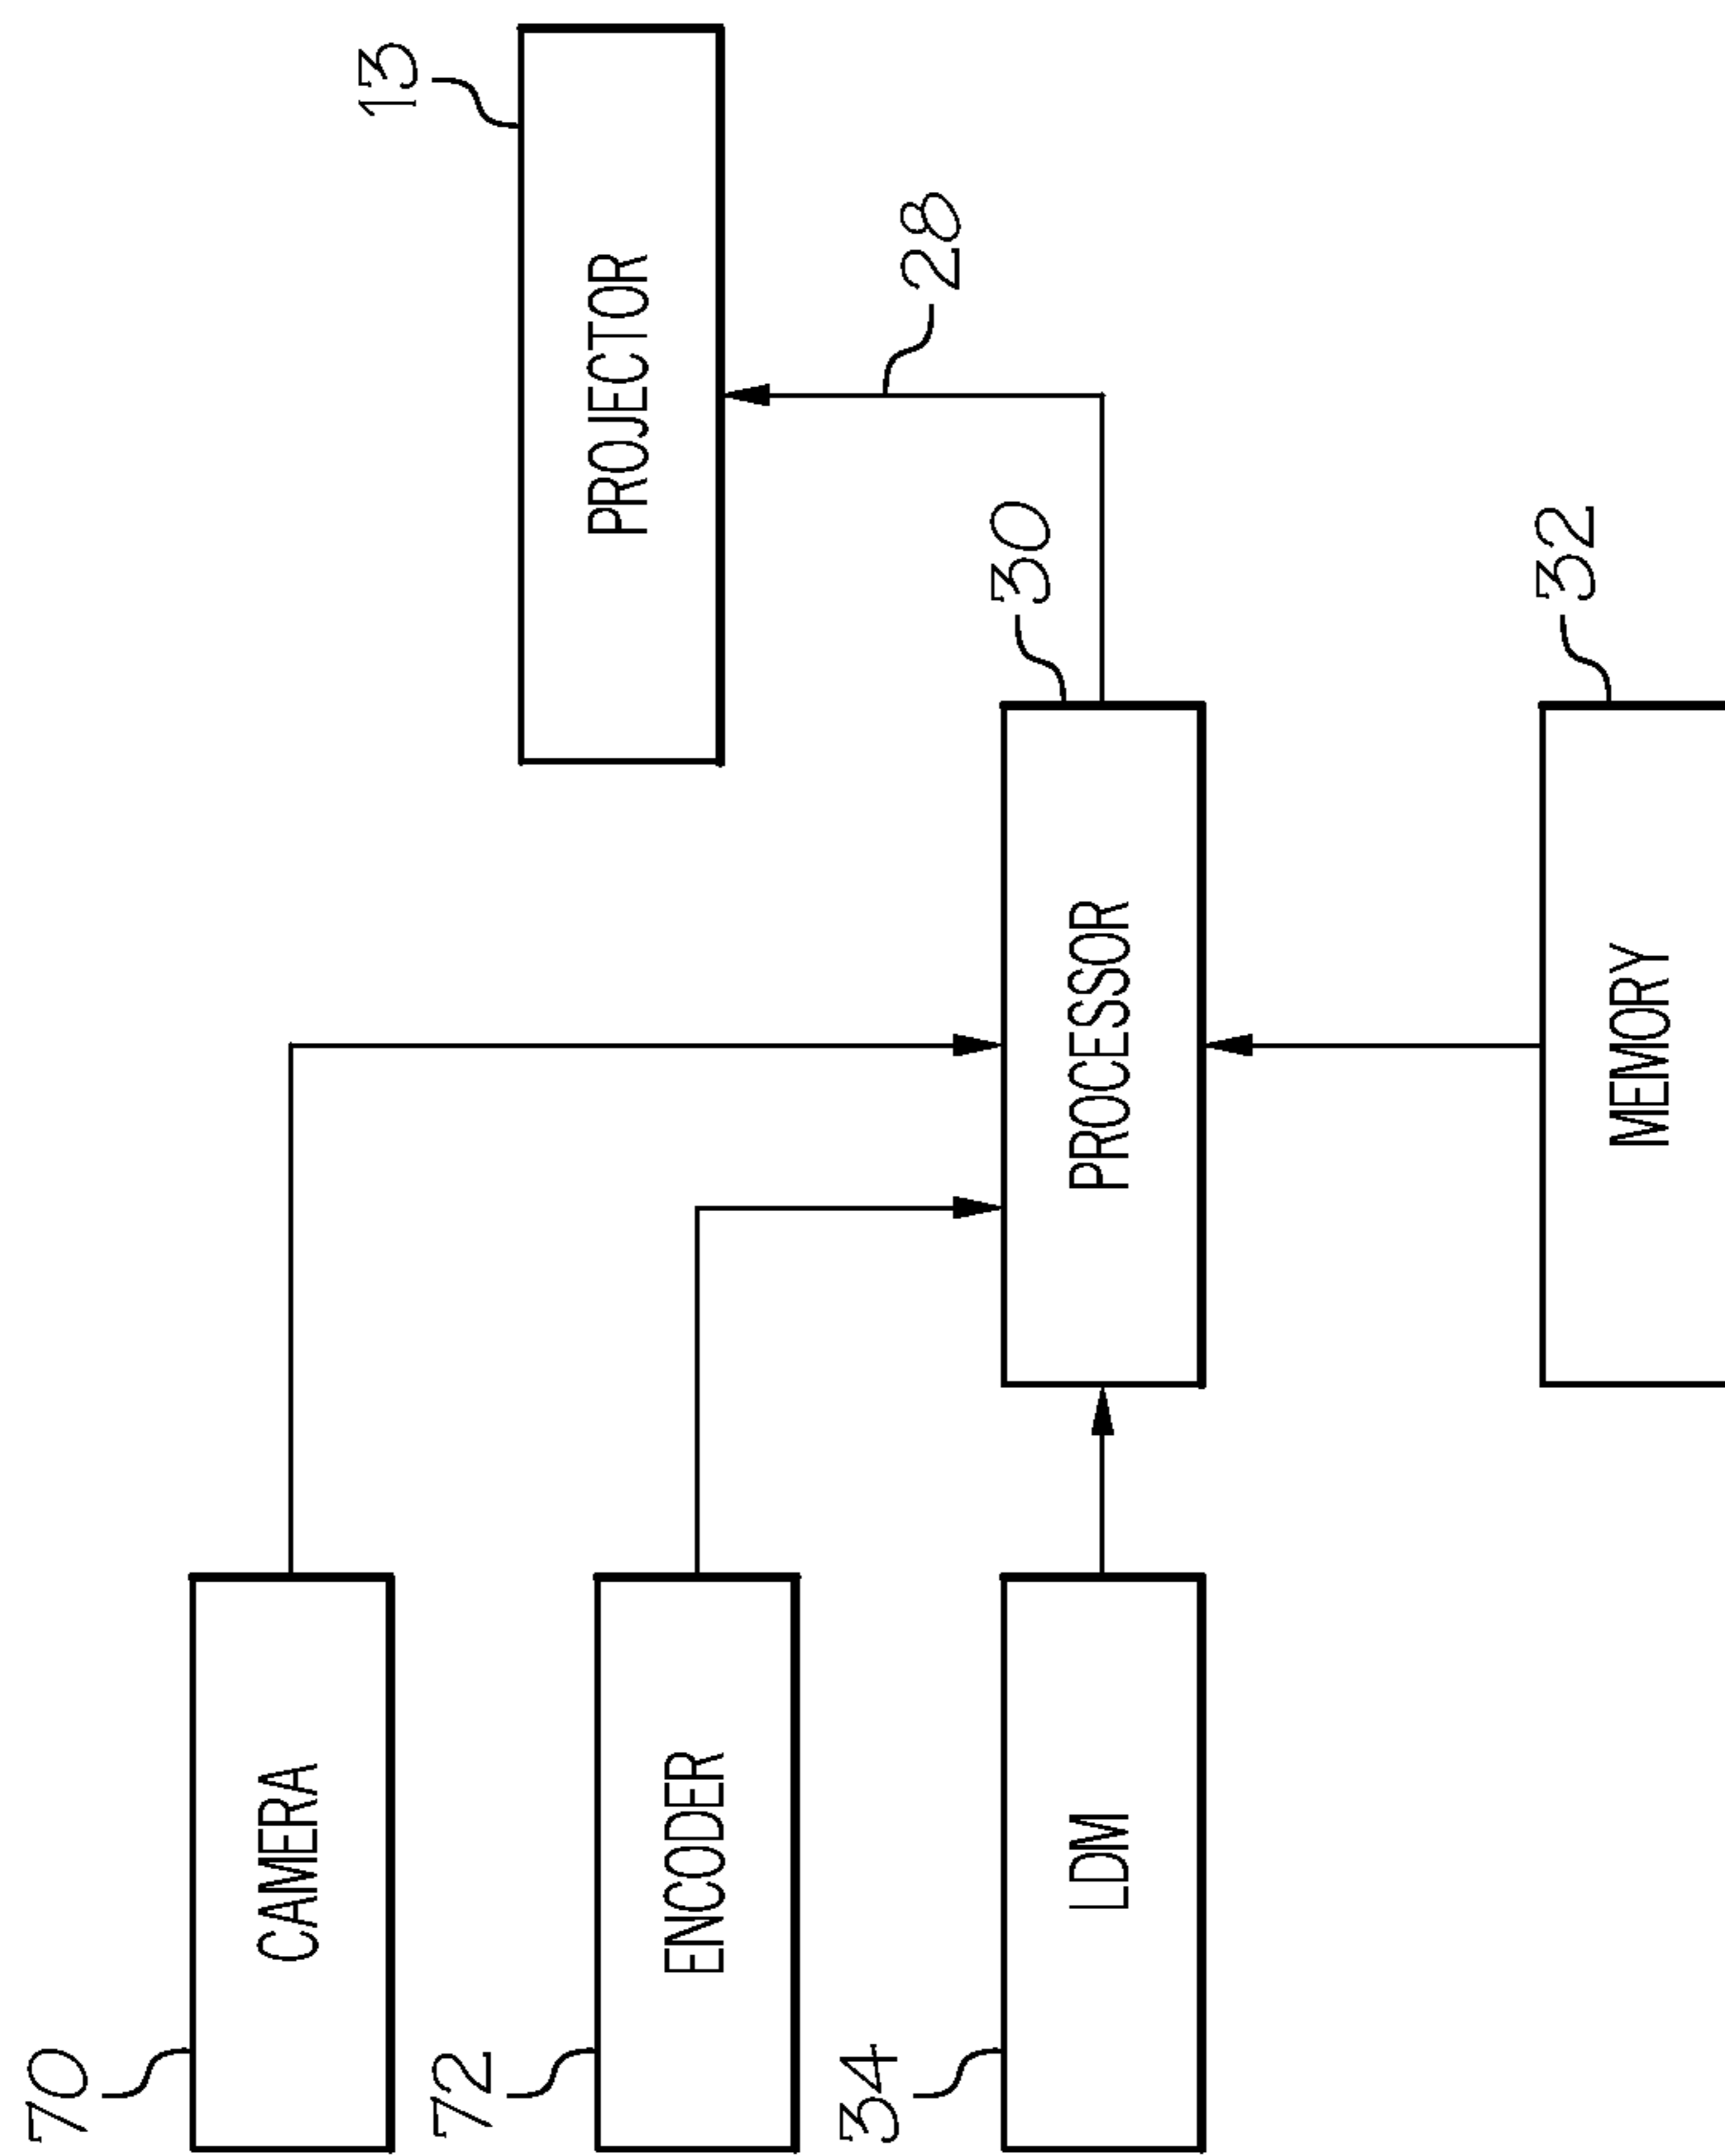 70
CAMERA
72
ENCODER
34
LDM
30
PROCESSOR
32
MEMORY
13
PROJECTOR
28